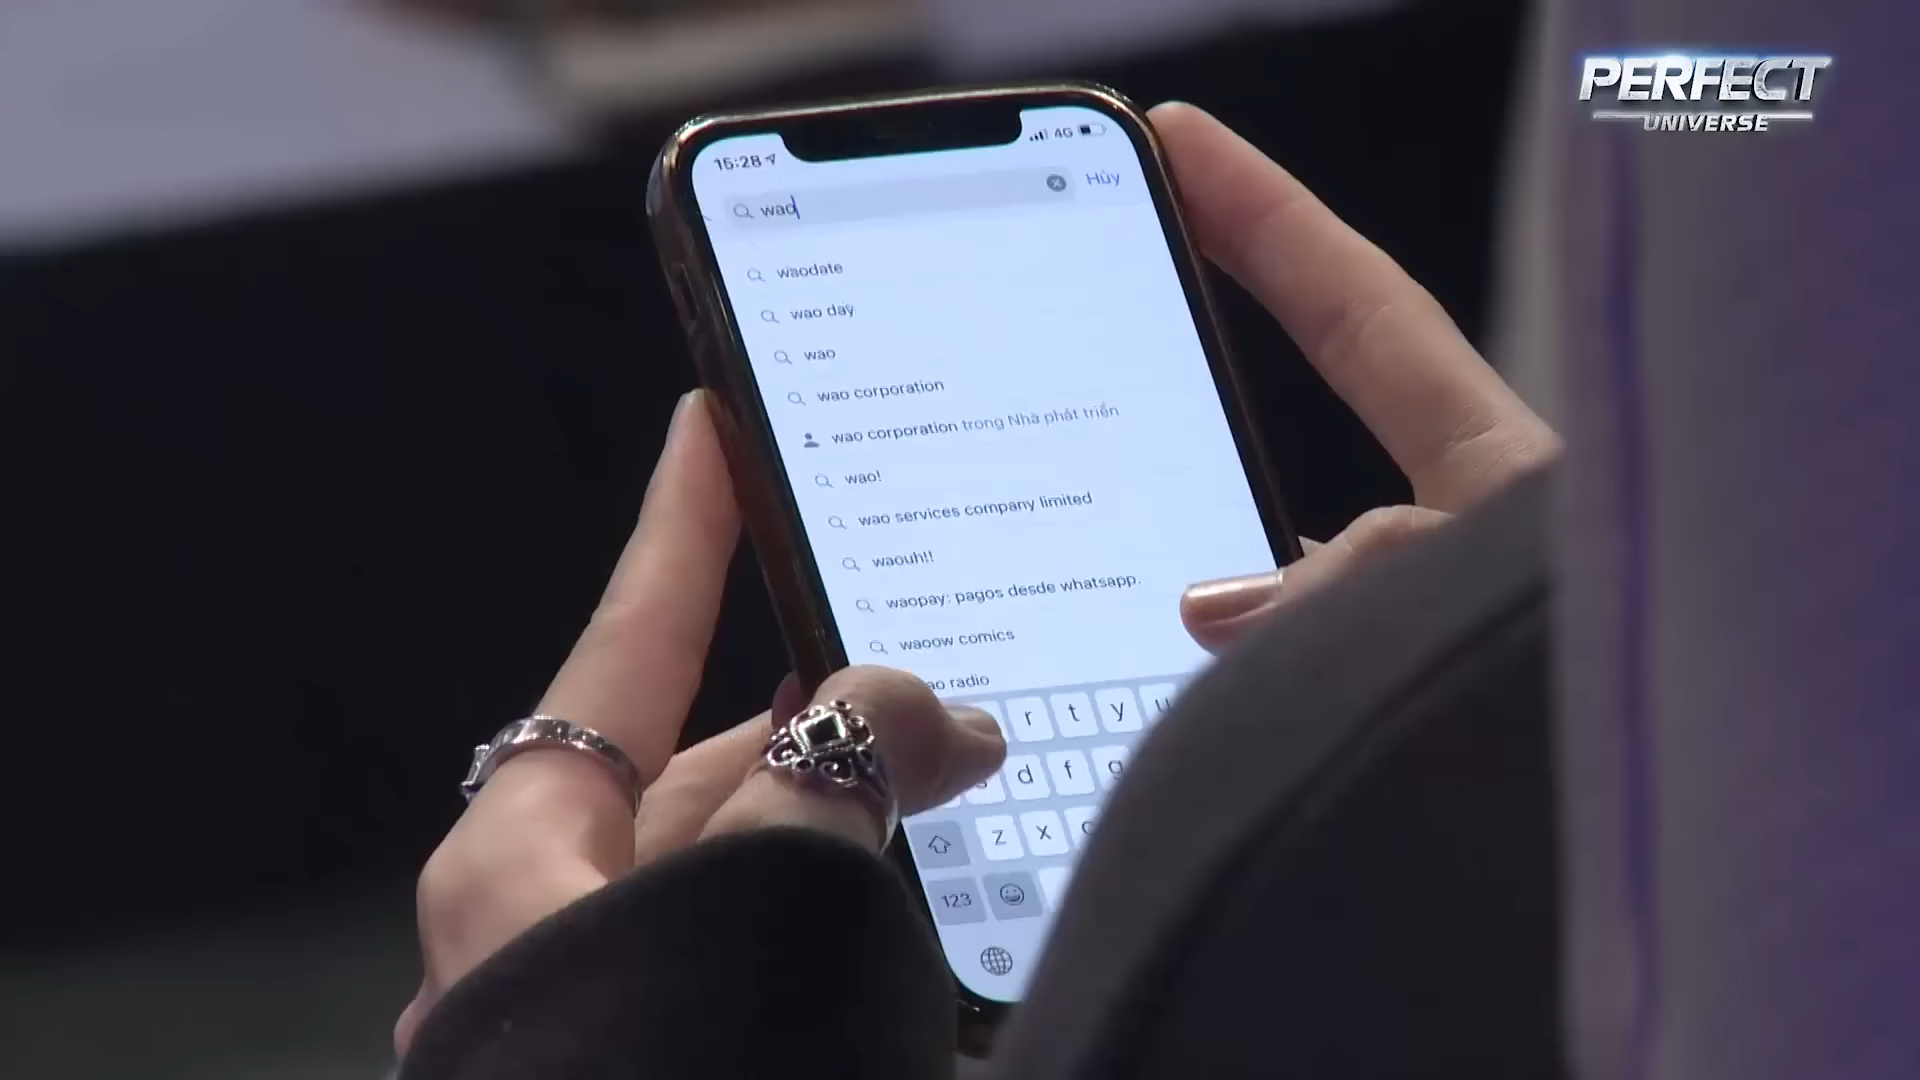 PERFECT
UNIVERSE
15:28
4G
wao
Hủy
waodate
wao day
wao
wao corporation
wao corporation trong Nhà phát triển
wao!
wao services company limited
waouh!!
waopay: pagos desde whatsapp.
waoow comics
ao radio
r t y u
s d f g
z x c
123